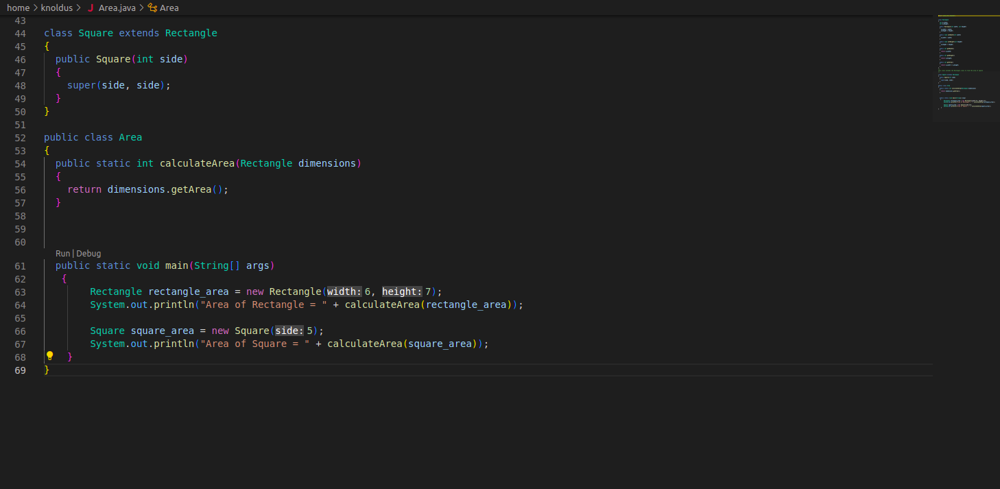 home > knoldus > J Area.java > Area
43
44 class Square extends Rectangle
45 {
46   public Square(int side)
47   {
48     super(side, side);
49   }
50 }
51
52 public class Area
53 {
54   public static int calculateArea(Rectangle dimensions)
55   {
56     return dimensions.getArea();
57   }
58
59
60
Run | Debug
61   public static void main(String[] args)
62    {
63         Rectangle rectangle_area = new Rectangle(width: 6, height: 7);
64         System.out.println("Area of Rectangle = " + calculateArea(rectangle_area));
65
66         Square square_area = new Square(side: 5);
67         System.out.println("Area of Square = " + calculateArea(square_area));
68     }
69 }